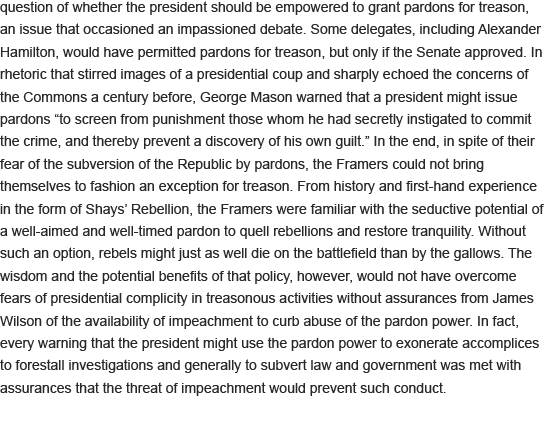 question of whether the president should be empowered to grant pardons for treason,
an issue that occasioned an impassioned debate. Some delegates, including Alexander
Hamilton, would have permitted pardons for treason, but only if the Senate approved. In
rhetoric that stirred images of a presidential coup and sharply echoed the concerns of
the Commons a century before, George Mason warned that a president might issue
pardons “to screen from punishment those whom he had secretly instigated to commit
the crime, and thereby prevent a discovery of his own guilt.” In the end, in spite of their
fear of the subversion of the Republic by pardons, the Framers could not bring
themselves to fashion an exception for treason. From history and first-hand experience
in the form of Shays’ Rebellion, the Framers were familiar with the seductive potential of
a well-aimed and well-timed pardon to quell rebellions and restore tranquility. Without
such an option, rebels might just as well die on the battlefield than by the gallows. The
wisdom and the potential benefits of that policy, however, would not have overcome
fears of presidential complicity in treasonous activities without assurances from James
Wilson of the availability of impeachment to curb abuse of the pardon power. In fact,
every warning that the president might use the pardon power to exonerate accomplices
to forestall investigations and generally to subvert law and government was met with
assurances that the threat of impeachment would prevent such conduct.